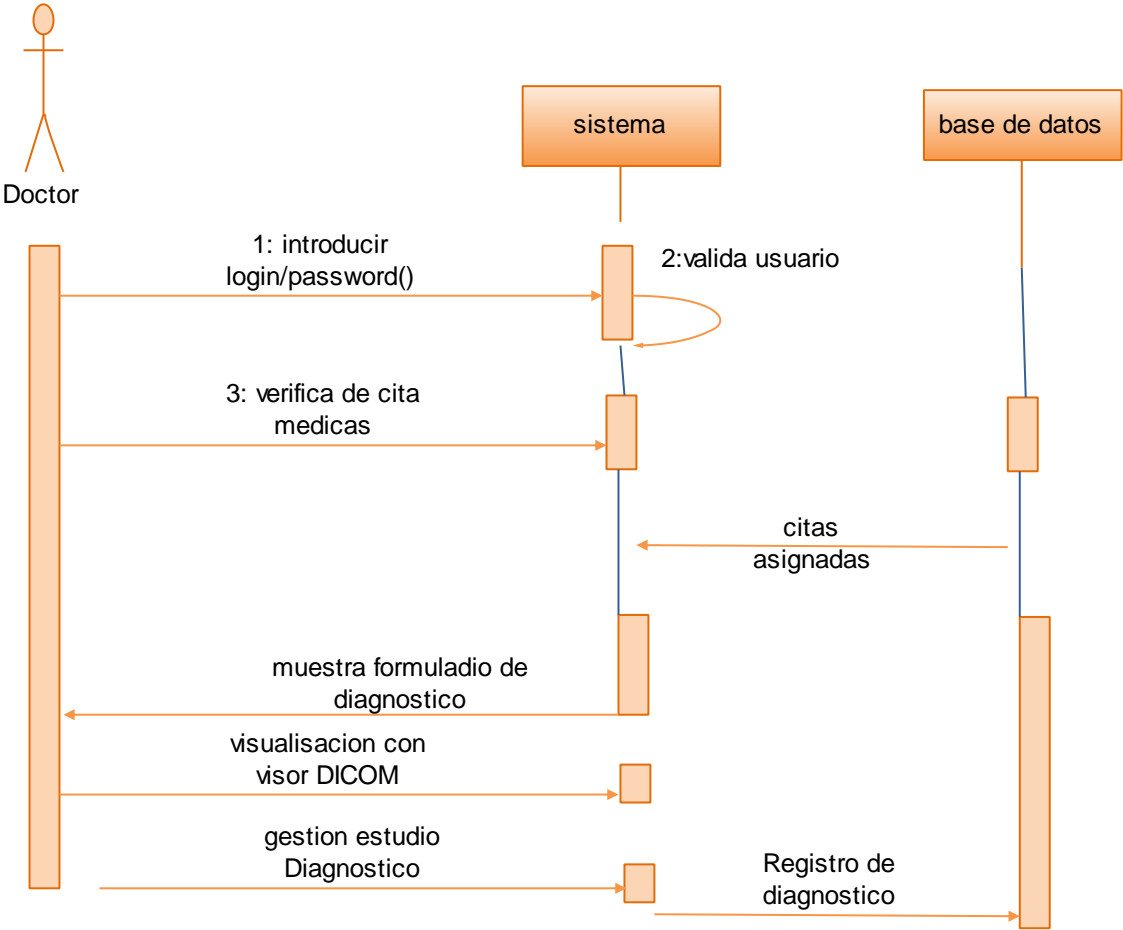 sistema
base de datos
Doctor
1: introducir
login/password()
2:valida usuario
3: verifica de cita
medicas
citas
asignadas
muestra formuladio de
diagnostico
visualisacion con
visor DICOM
gestion estudio
Diagnostico
Registro de
diagnostico